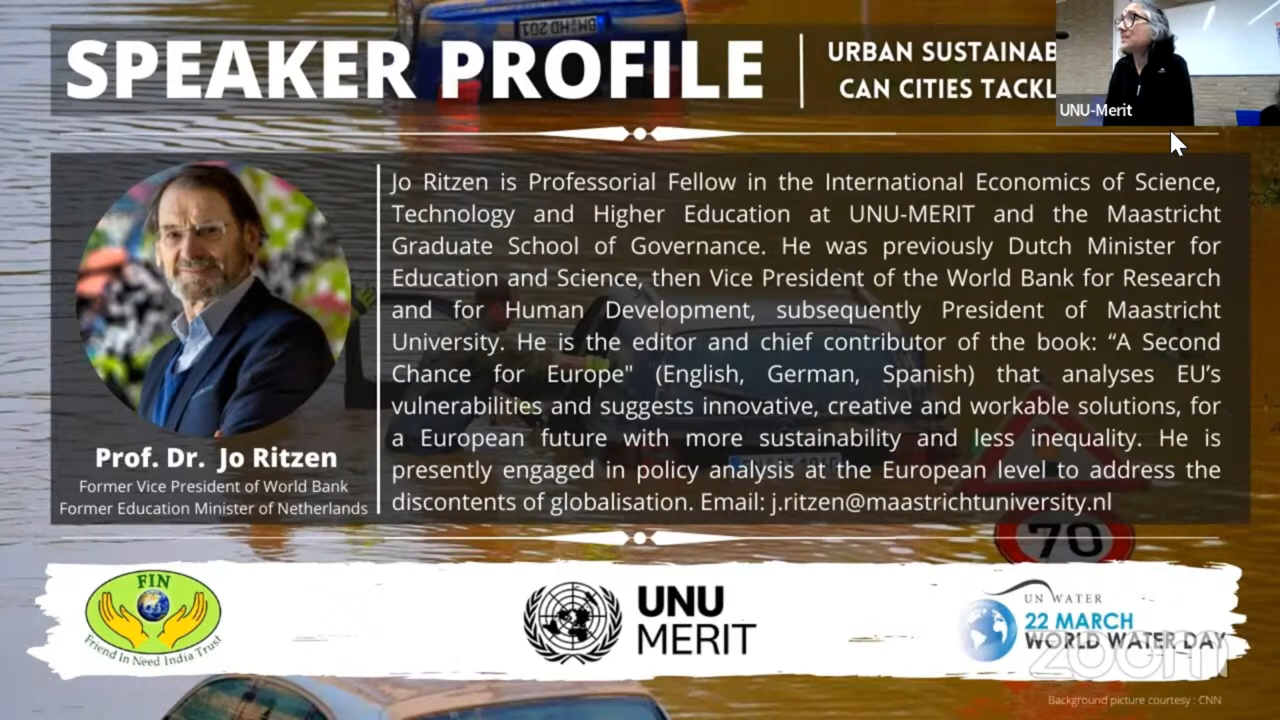 SPEAKER PROFILE
URBAN SUSTAINAB
CAN CITIES TACKL
UNU-Merit
Jo Ritzen is Professorial Fellow in the International Economics of Science,
Technology and Higher Education at UNU-MERIT and the Maastricht
Graduate School of Governance. He was previously Dutch Minister for
Education and Science, then Vice President of the World Bank for Research
and for Human Development, subsequently President of Maastricht
University. He is the editor and chief contributor of the book: “A Second
Chance for Europe" (English, German, Spanish) that analyses EU’s
vulnerabilities and suggests innovative, creative and workable solutions, for
a European future with more sustainability and less inequality. He is
presently engaged in policy analysis at the European level to address the
discontents of globalisation. Email: j.ritzen@maastrichtuniversity.nl
Prof. Dr. Jo Ritzen
Former Vice President of World Bank
Former Education Minister of Netherlands
70
FIN
Friend In Need India Trust
UNU
MERIT
UN WATER
22 MARCH
WORLD WATER DAY
zoom
Background picture courtesy : CNN